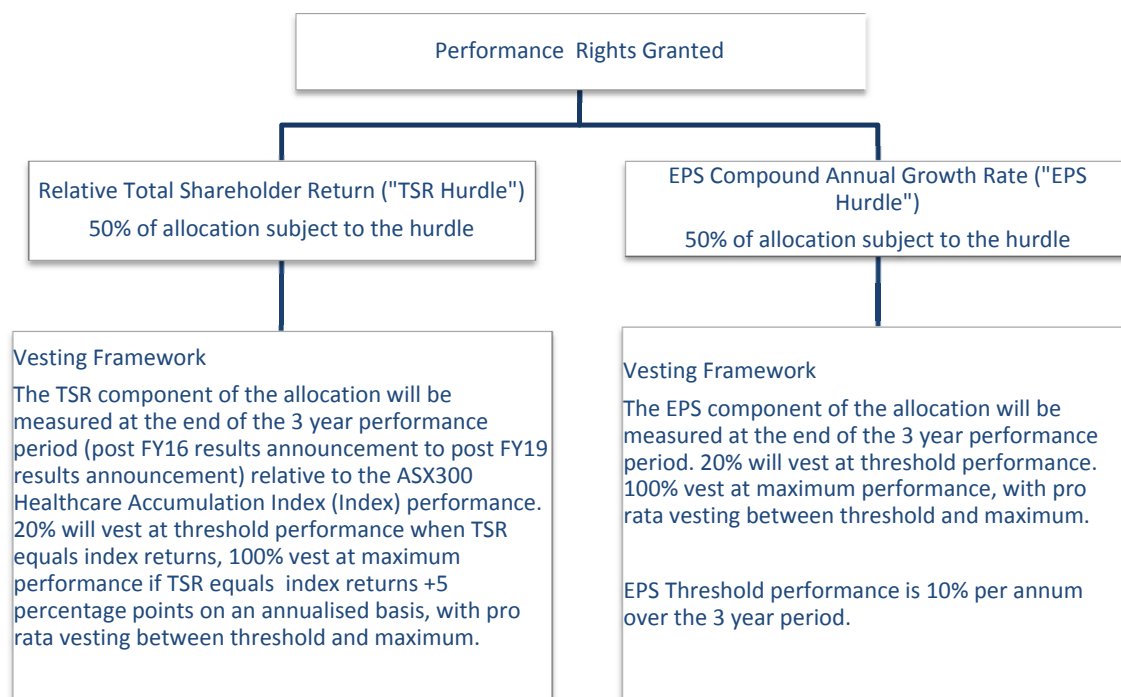 Performance Rights Granted
Relative Total Shareholder Return ("TSR Hurdle")
50% of allocation subject to the hurdle
EPS Compound Annual Growth Rate ("EPS
Hurdle")
50% of allocation subject to the hurdle
Vesting Framework
The TSR component of the allocation will be
measured at the end of the 3 year performance
period (post FY16 results announcement to post FY19
results announcement) relative to the ASX300
Healthcare Accumulation Index (Index) performance.
20% will vest at threshold performance when TSR
equals index returns, 100% vest at maximum
performance if TSR equals index returns +5
percentage points on an annualised basis, with pro
rata vesting between threshold and maximum.
Vesting Framework
The EPS component of the allocation will be
measured at the end of the 3 year performance
period. 20% will vest at threshold performance.
100% vest at maximum performance, with pro
rata vesting between threshold and maximum.
EPS Threshold performance is 10% per annum
over the 3 year period.